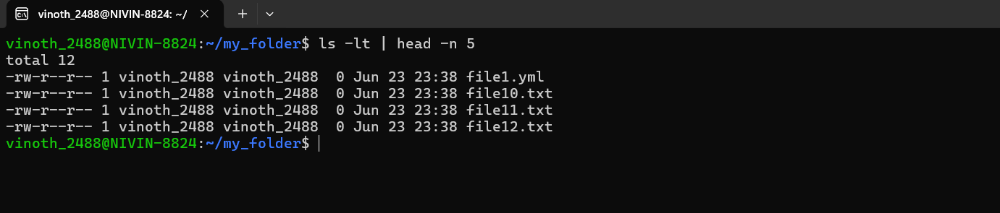 vinoth_2488@NIVIN-8824: ~/
vinoth_2488@NIVIN-8824:~/my_folder$ ls -lt | head -n 5
total 12
-rw-r--r-- 1 vinoth_2488 vinoth_2488  0 Jun 23 23:38 file1.yml
-rw-r--r-- 1 vinoth_2488 vinoth_2488  0 Jun 23 23:38 file10.txt
-rw-r--r-- 1 vinoth_2488 vinoth_2488  0 Jun 23 23:38 file11.txt
-rw-r--r-- 1 vinoth_2488 vinoth_2488  0 Jun 23 23:38 file12.txt
vinoth_2488@NIVIN-8824:~/my_folder$